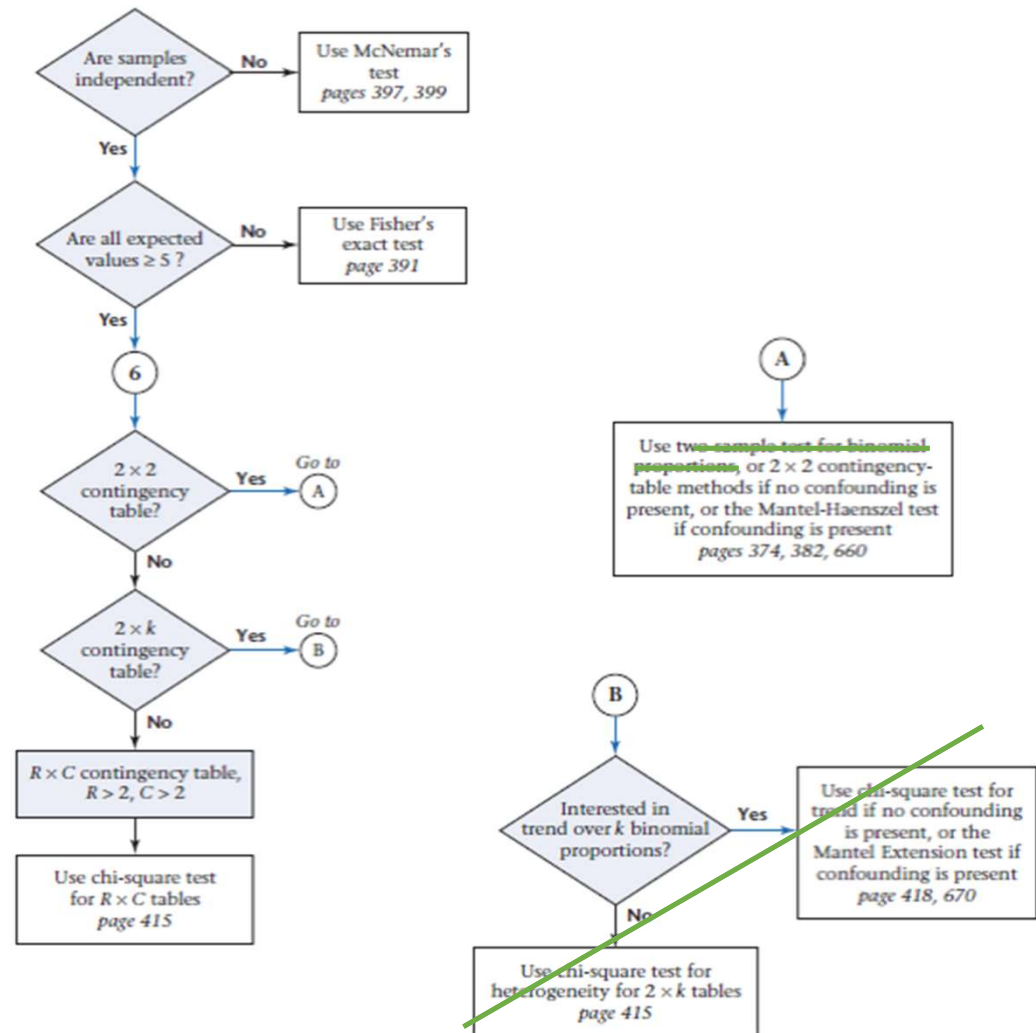 Are samples
independent?
No
Use McNemar's
test
pages 397, 399
Yes
Are all expected
values ≥ 5 ?
No
Use Fisher's
exact test
page 391
Yes
6
2 × 2
contingency
table?
Yes
Go to
A
No
2 × k
contingency
table?
Yes
Go to
B
No
R × C contingency table,
R > 2, C > 2
Use chi-square test
for R × C tables
page 415
A
Use two-sample test for binomial
proportions, or 2 × 2 contingency-
table methods if no confounding is
present, or the Mantel-Haenszel test
if confounding is present
pages 374, 382, 660
B
Interested in
trend over k binomial
proportions?
Yes
Use chi-square test for
trend if no confounding
is present, or the
Mantel Extension test if
confounding is present
page 418, 670
No
Use chi-square test for
heterogeneity for 2 × k tables
page 415